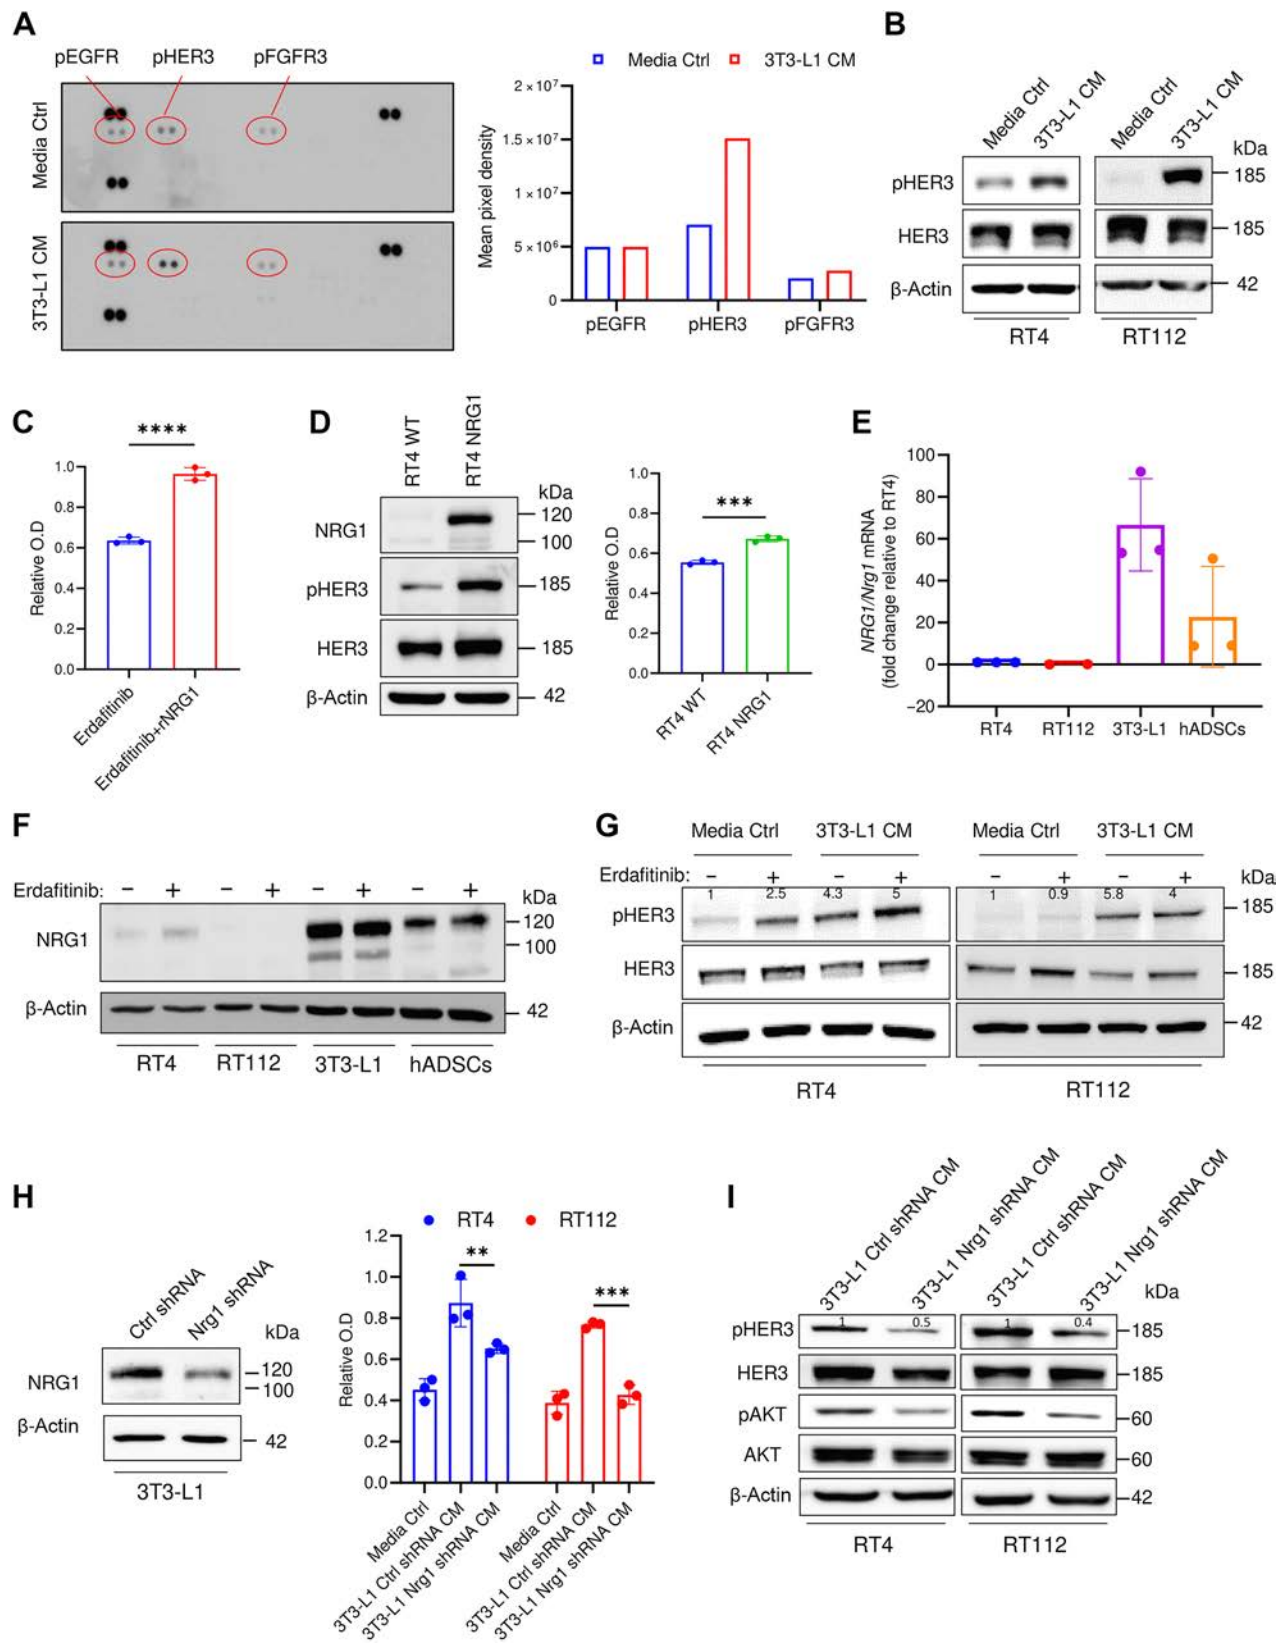 A
pEGFR pHER3 pFGFR3
Media Ctrl
3T3-L1 CM
Media Ctrl 3T3-L1 CM
Mean pixel density
2×10⁷
1.5×10⁷
1×10⁷
5×10⁶
0
pEGFR pHER3 pFGFR3
B
Media Ctrl 3T3-L1 CM Media Ctrl 3T3-L1 CM
kDa
pHER3 185
HER3 185
β-Actin 42
RT4 RT112
C
****
Relative O.D
1.0
0.8
0.6
0.4
0.2
0.0
Erdafitinib
Erdafitinib+rNRG1
D
RT4 WT RT4 NRG1
kDa
NRG1 120
100
pHER3 185
HER3 185
β-Actin 42
***
Relative O.D
1.0
0.8
0.6
0.4
0.2
0.0
RT4 WT
RT4 NRG1
E
NRG1/Nrg1 mRNA
(fold change relative to RT4)
100
80
60
40
20
0
−20
RT4 RT112 3T3-L1 hADSCs
F
Erdafitinib: − + − + − + − +
kDa
NRG1 120
100
β-Actin 42
RT4 RT112 3T3-L1 hADSCs
G
Media Ctrl 3T3-L1 CM Media Ctrl 3T3-L1 CM
Erdafitinib: − + − + − + − + kDa
1 2.5 4.3 5 1 0.9 5.8 4
pHER3 185
HER3 185
β-Actin 42
RT4 RT112
H
Ctrl shRNA Nrg1 shRNA
kDa
NRG1 120
100
β-Actin 42
3T3-L1
RT4 RT112
** ***
Relative O.D
1.2
1.0
0.8
0.6
0.4
0.2
0.0
Media Ctrl
3T3-L1 Ctrl shRNA CM
3T3-L1 Nrg1 shRNA CM
Media Ctrl
3T3-L1 Ctrl shRNA CM
3T3-L1 Nrg1 shRNA CM
I
3T3-L1 Ctrl shRNA CM
3T3-L1 Nrg1 shRNA CM
3T3-L1 Ctrl shRNA CM
3T3-L1 Nrg1 shRNA CM
kDa
1 0.5 1 0.4
pHER3 185
HER3 185
pAKT 60
AKT 60
β-Actin 42
RT4 RT112